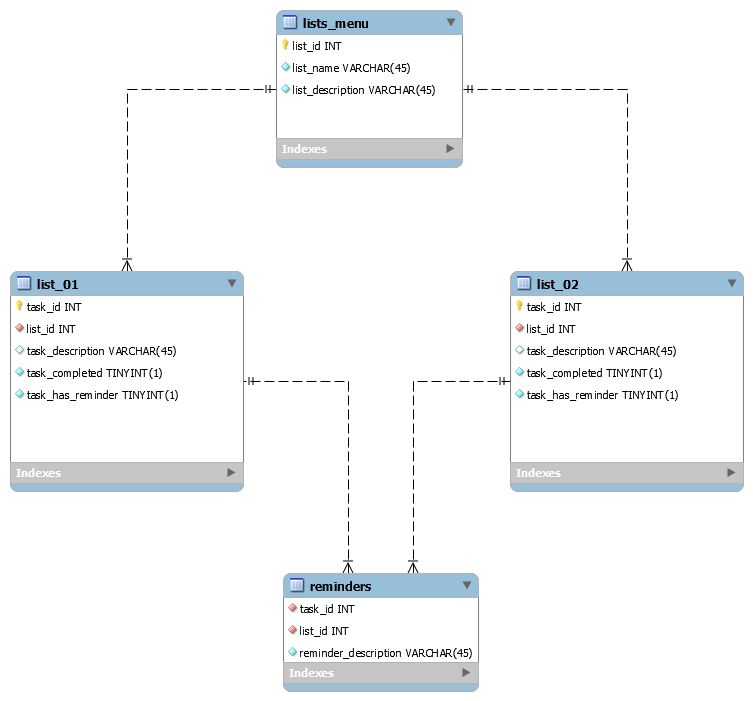 lists_menu
list_id INT
list_name VARCHAR(45)
list_description VARCHAR(45)
Indexes
list_01
task_id INT
list_id INT
task_description VARCHAR(45)
task_completed TINYINT(1)
task_has_reminder TINYINT(1)
Indexes
list_02
task_id INT
list_id INT
task_description VARCHAR(45)
task_completed TINYINT(1)
task_has_reminder TINYINT(1)
Indexes
reminders
task_id INT
list_id INT
reminder_description VARCHAR(45)
Indexes